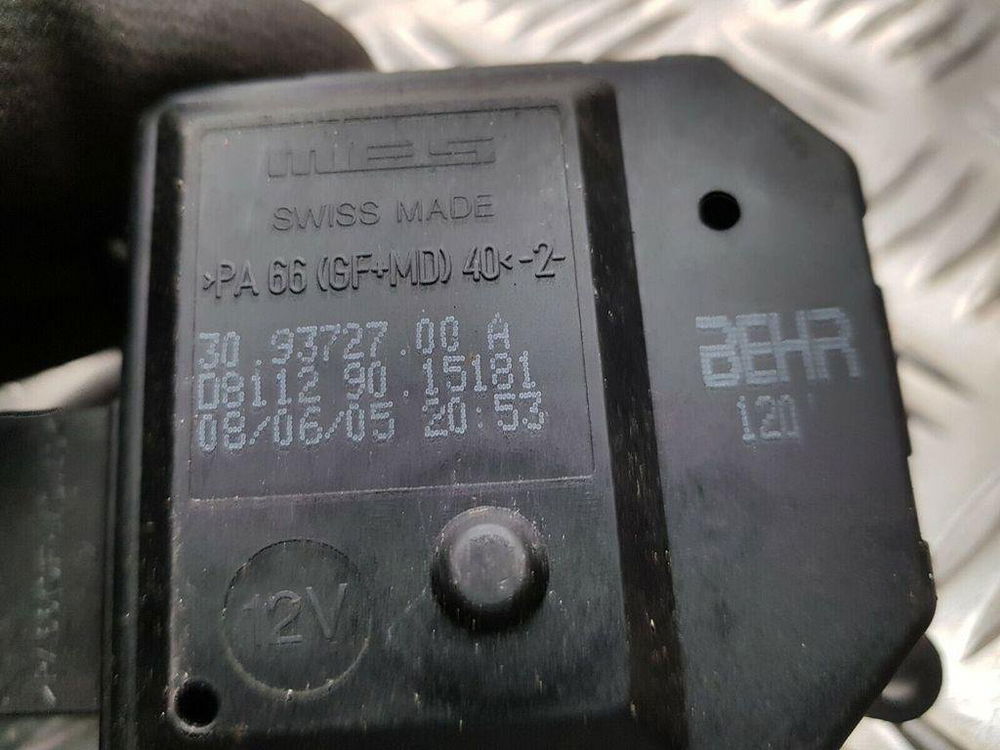 MES
SWISS MADE
>PA 66 (GF+MD) 40< -2-
30.93727.00 A
D8112 90.15181
08/06/05 20:53
BEHR
120
12V